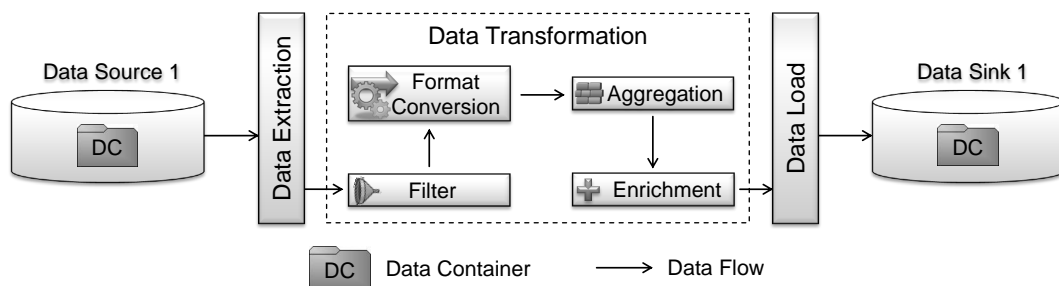 Data Source 1
DC
Data Extraction
Data Transformation
Format
Conversion
Aggregation
Filter
Enrichment
Data Load
Data Sink 1
DC
DC
Data Container
Data Flow